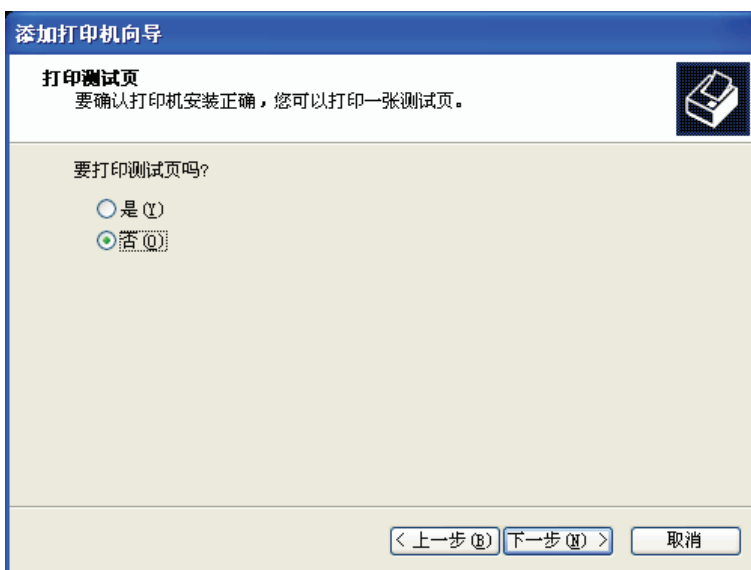 添加打印机向导
打印测试页
要确认打印机安装正确，您可以打印一张测试页。
要打印测试页吗?
是(Y)
否(O)
< 上一步(B) 下一步(N) > 取消